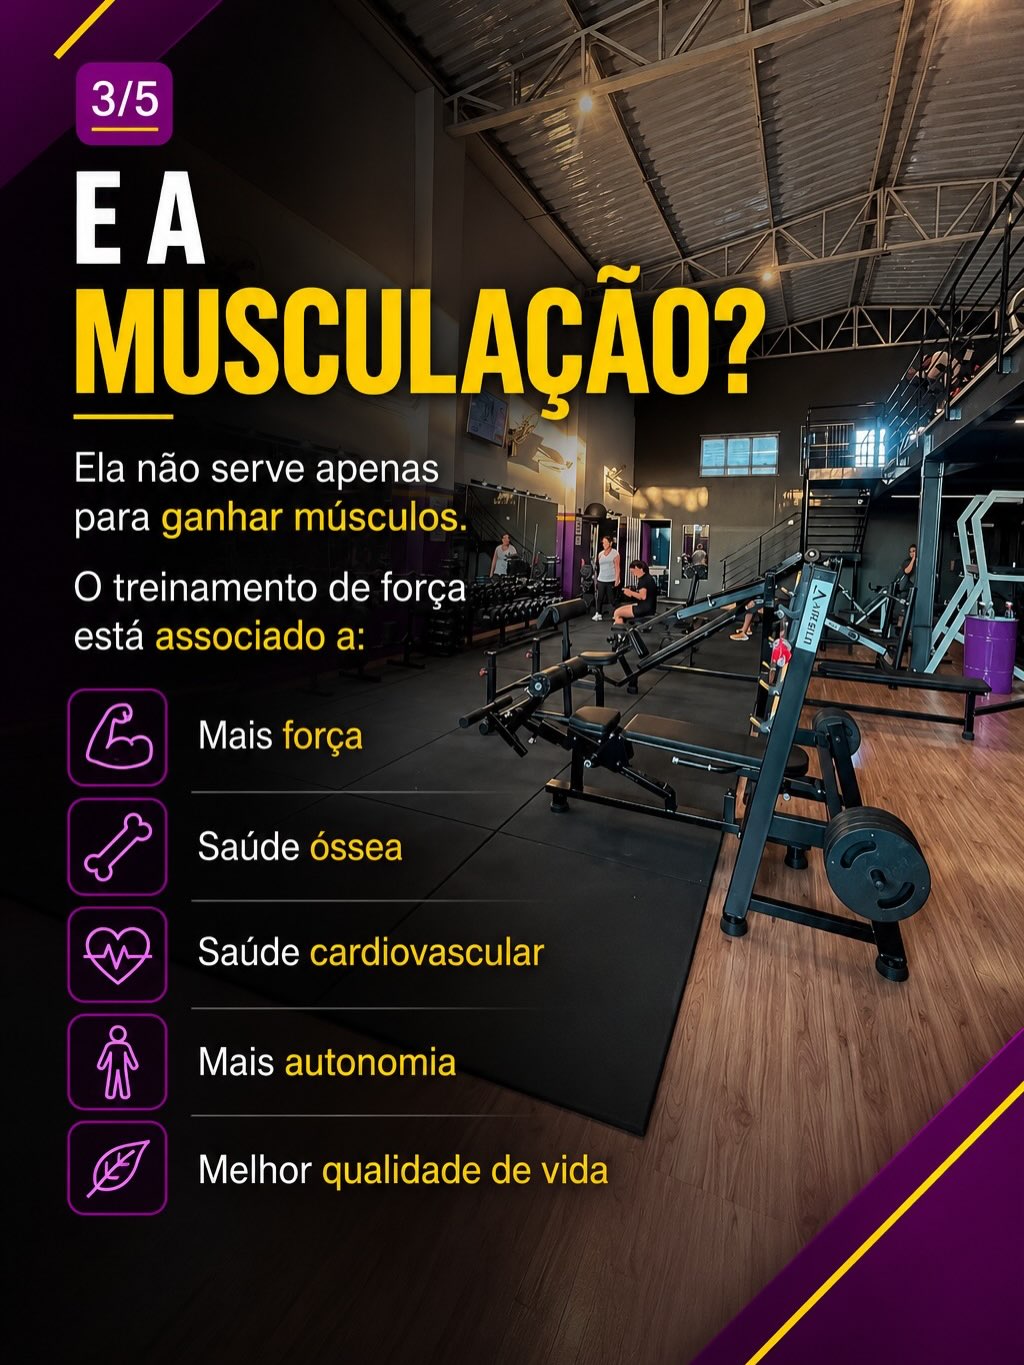 3/5
E A
MUSCULAÇÃO?
Ela não serve apenas
para ganhar músculos.
O treinamento de força
está associado a:
Mais força
Saúde óssea
Saúde cardiovascular
Mais autonomia
Melhor qualidade de vida